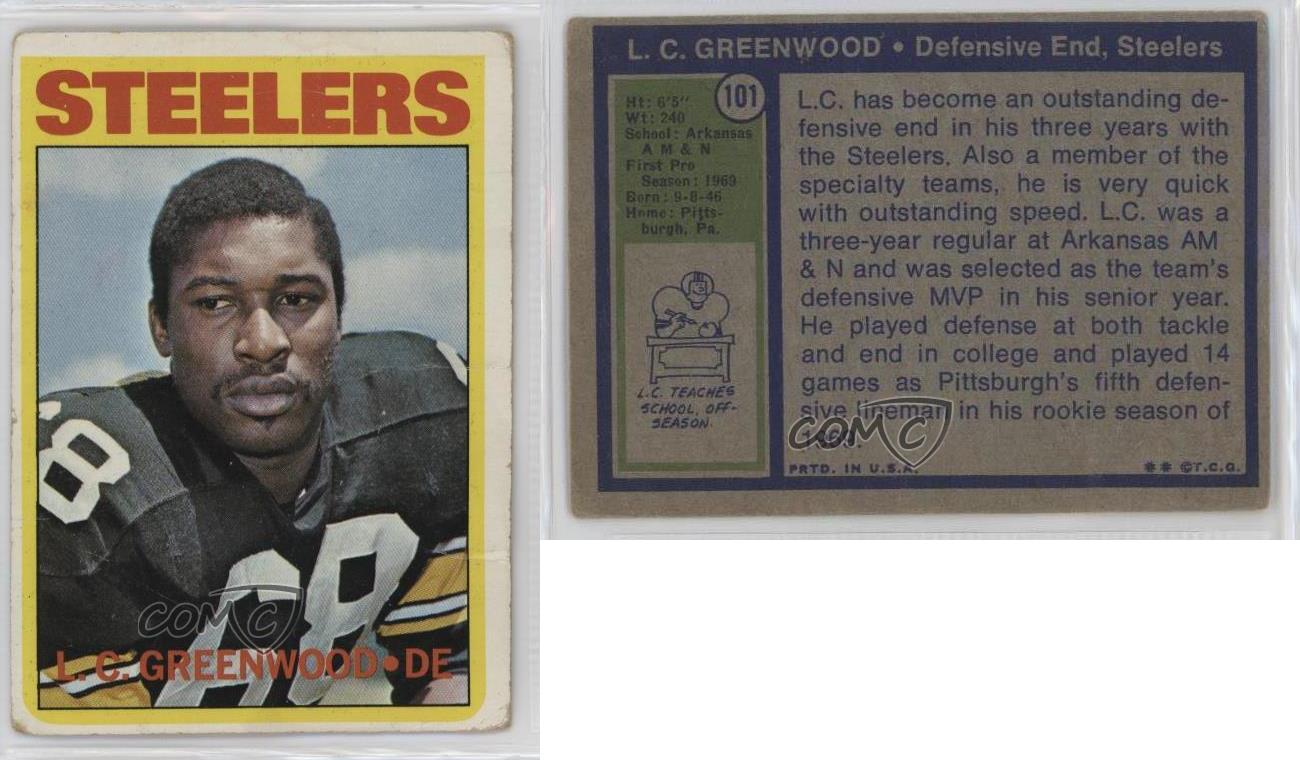 STEELERS
8
68
L. C. GREENWOOD • DE
COMC
L. C. GREENWOOD • Defensive End, Steelers
101
Ht: 6'5"
Wt: 240
School: Arkansas
A M & N
First Pro
Season: 1969
Born: 9-8-46
Home: Pitts-
burgh, Pa.
L.C. TEACHES
SCHOOL, OFF-
SEASON.
L.C. has become an outstanding de-
fensive end in his three years with
the Steelers. Also a member of the
specialty teams, he is very quick
with outstanding speed. L.C. was a
three-year regular at Arkansas AM
& N and was selected as the team's
defensive MVP in his senior year.
He played defense at both tackle
and end in college and played 14
games as Pittsburgh's fifth defen-
sive lineman in his rookie season of
1969.
COMC
PRTD. IN U.S.A.
** ©T.C.G.